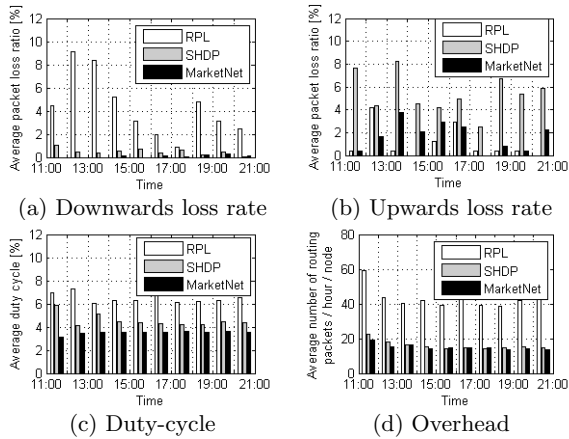 Average packet loss ratio [%]
12
10
8
6
4
2
0
RPL
SHDP
MarketNet
11:00 13:00 15:00 17:00 19:00 21:00
Time
(a) Downwards loss rate
Average packet loss ratio [%]
12
10
8
6
4
2
0
RPL
SHDP
MarketNet
11:00 13:00 15:00 17:00 19:00 21:00
Time
(b) Upwards loss rate
Average duty cycle [%]
12
10
8
6
4
2
0
RPL
SHDP
MarketNet
11:00 13:00 15:00 17:00 19:00 21:00
Time
(c) Duty-cycle
Average number of routing
packets / hour / node
80
60
40
20
0
RPL
SHDP
MarketNet
11:00 13:00 15:00 17:00 19:00 21:00
Time
(d) Overhead